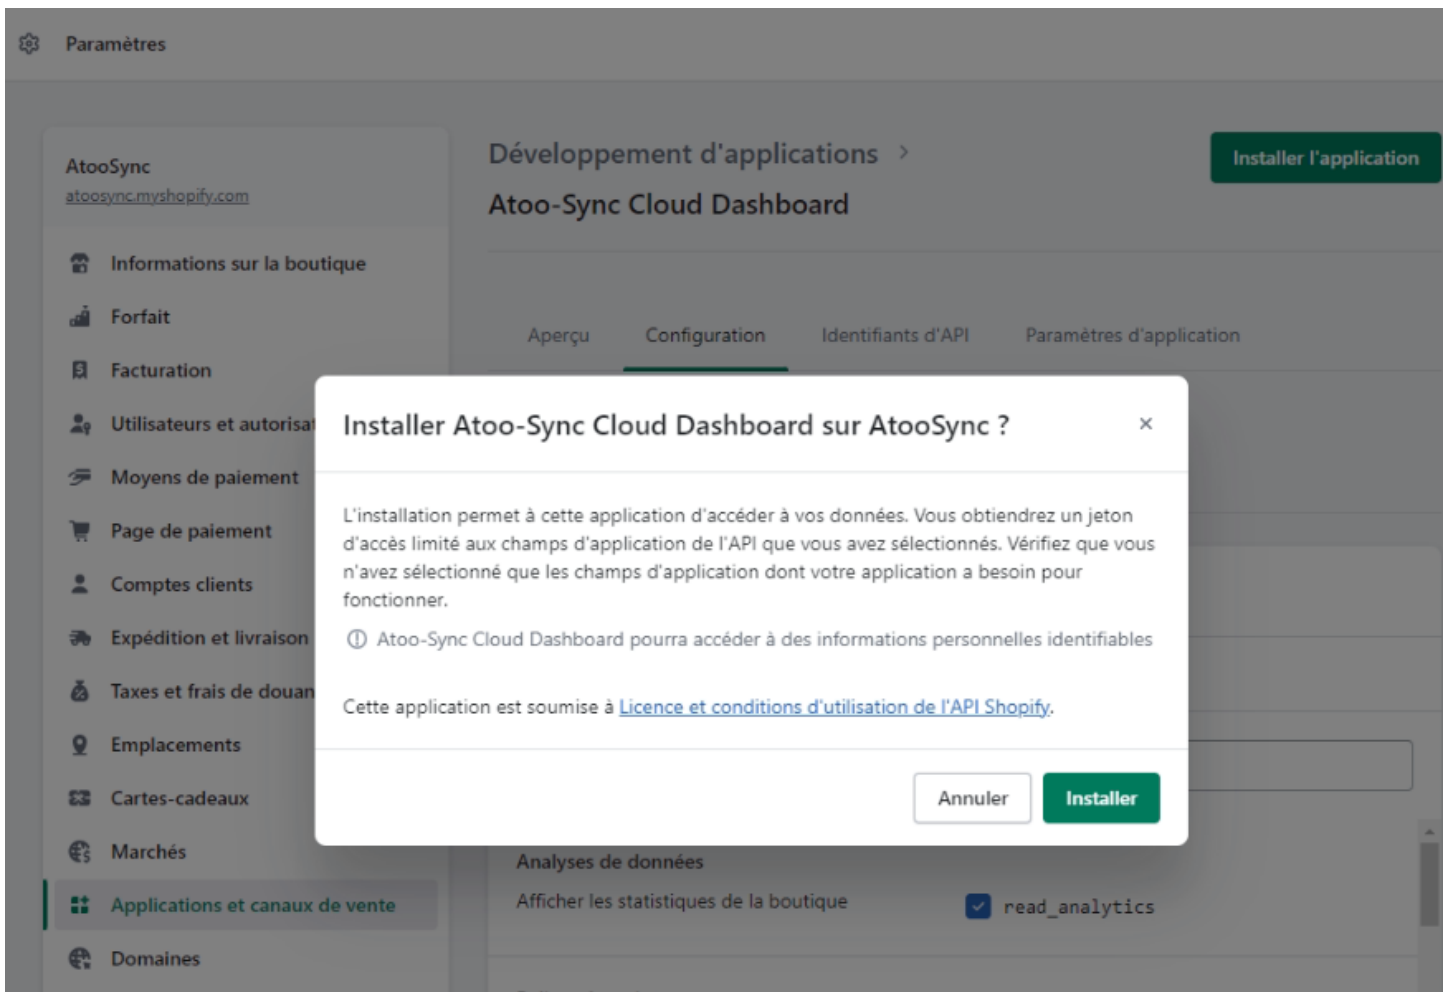 Paramètres
AtooSync
atoosync.myshopify.com
Informations sur la boutique
Forfait
Facturation
Utilisateurs et autorisat
Moyens de paiement
Page de paiement
Comptes clients
Expédition et livraison
Taxes et frais de douan
Emplacements
Cartes-cadeaux
Marchés
Applications et canaux de vente
Domaines
Développement d'applications >
Installer l'application
Atoo-Sync Cloud Dashboard
Aperçu Configuration Identifiants d'API Paramètres d'application
Installer Atoo-Sync Cloud Dashboard sur AtooSync ?
L'installation permet à cette application d'accéder à vos données. Vous obtiendrez un jeton
d'accès limité aux champs d'application de l'API que vous avez sélectionnés. Vérifiez que vous
n'avez sélectionné que les champs d'application dont votre application a besoin pour
fonctionner.
Atoo-Sync Cloud Dashboard pourra accéder à des informations personnelles identifiables
Cette application est soumise à Licence et conditions d'utilisation de l'API Shopify.
Annuler Installer
Analyses de données
Afficher les statistiques de la boutique read_analytics